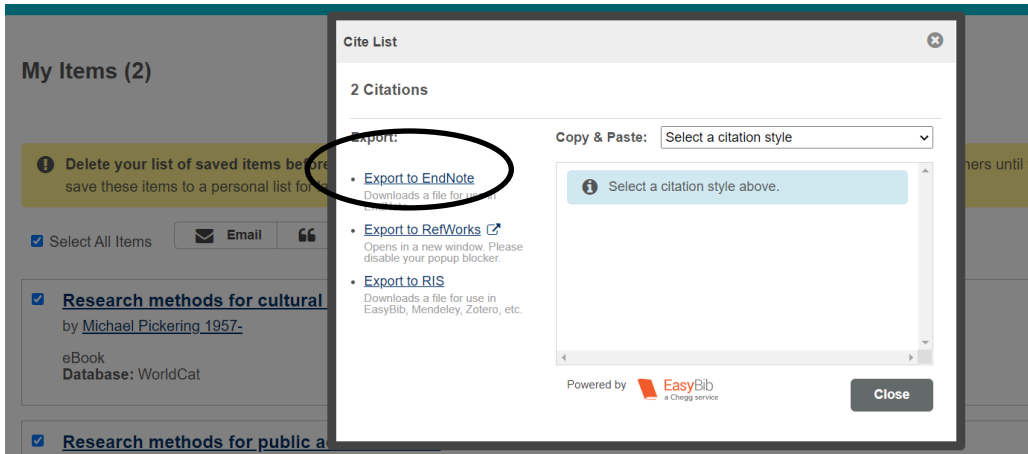 My Items (2)
Delete your list of saved items before
hers until
save these items to a personal list for
Select All Items
Email
Research methods for cultural
by Michael Pickering 1957-
eBook
Database: WorldCat
Research methods for public a
Cite List
2 Citations
Export:
Export to EndNote
Downloads a file for use in
EndNote.
Export to RefWorks
Opens in a new window. Please
disable your popup blocker.
Export to RIS
Downloads a file for use in
EasyBib, Mendeley, Zotero, etc.
Copy & Paste:
Select a citation style
Select a citation style above.
Powered by
EasyBib
a Chegg service
Close